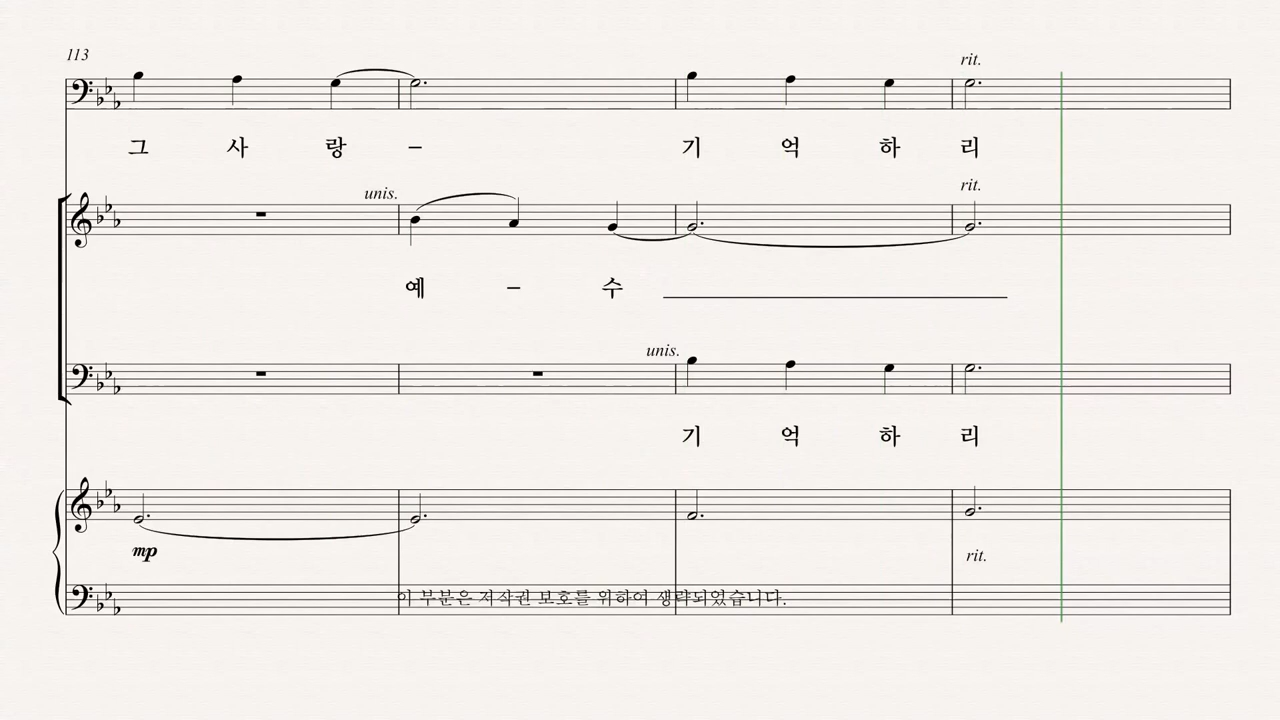 113
rit.
그 사 랑 – 기 억 하 리
unis.
rit.
예 – 수
unis.
기 억 하 리
mp
rit.
이 부분은 저작권 보호를 위하여 생략되었습니다.